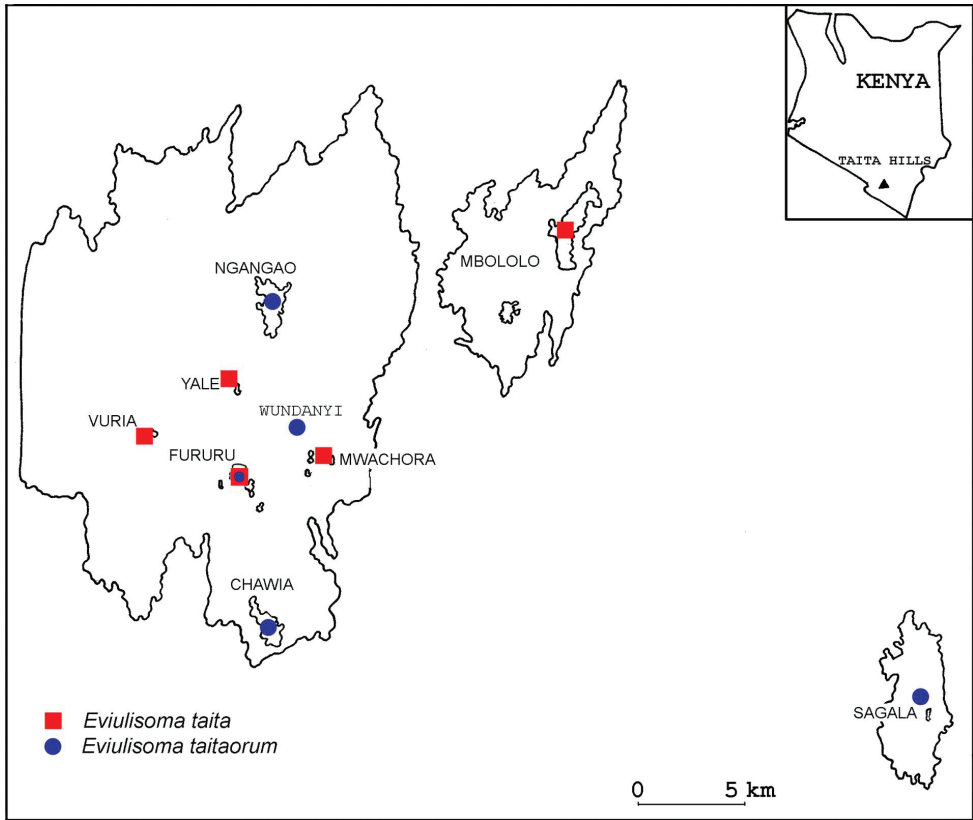 KENYA
TAITA HILLS
MBOLOLO
NGANGAO
YALE
WUNDANYI
VURIA
FURURU
MWACHORA
CHAWIA
SAGALA
Eviulisoma taita
Eviulisoma taitaorum
0 5 km